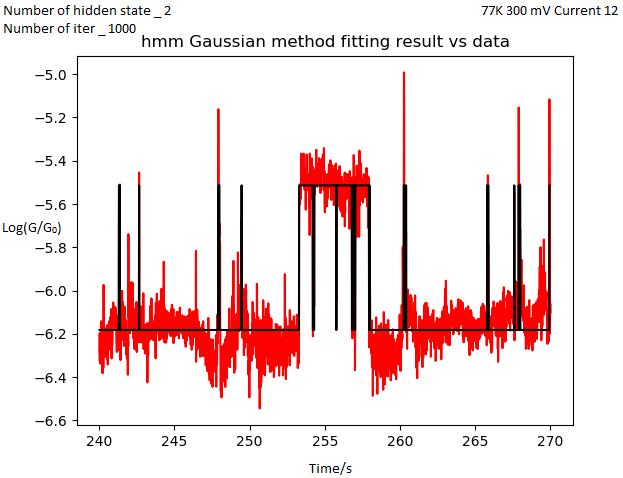 Number of hidden state _ 2
77K 300 mV Current 12
Number of iter _ 1000
hmm Gaussian method fitting result vs data
−5.0
−5.2
−5.4
−5.6
Log(G/G₀)
−5.8
−6.0
−6.2
−6.4
−6.6
240 245 250 255 260 265 270
Time/s